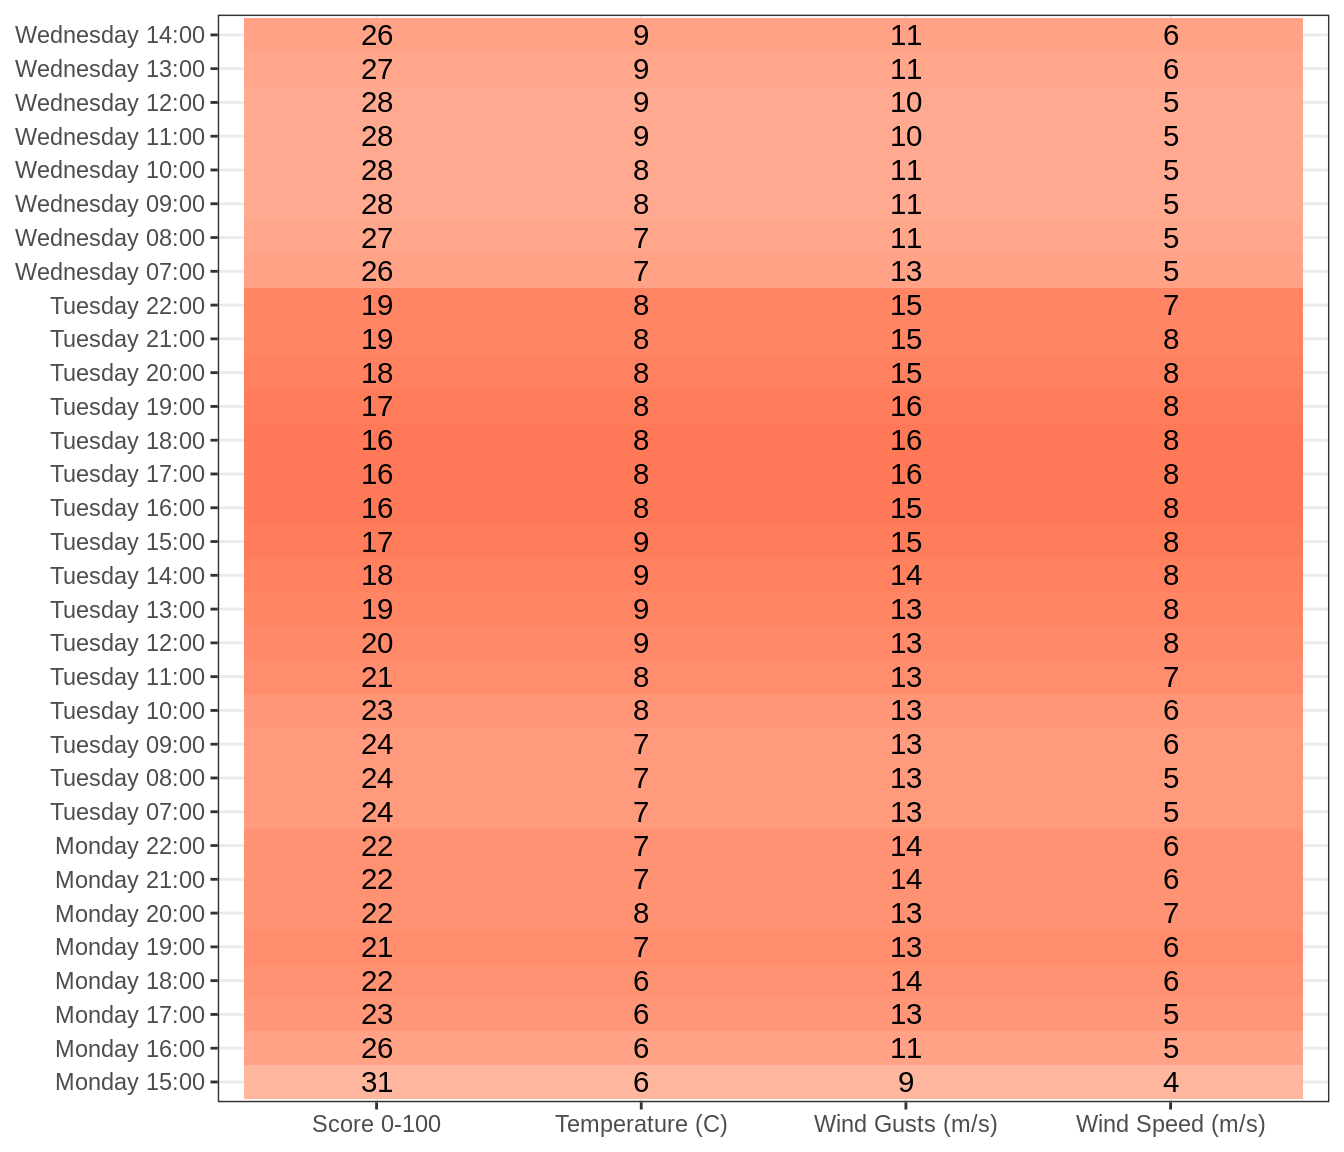 Wednesday 14:00 26 9 11 6
Wednesday 13:00 27 9 11 6
Wednesday 12:00 28 9 10 5
Wednesday 11:00 28 9 10 5
Wednesday 10:00 28 8 11 5
Wednesday 09:00 28 8 11 5
Wednesday 08:00 27 7 11 5
Wednesday 07:00 26 7 13 5
Tuesday 22:00 19 8 15 7
Tuesday 21:00 19 8 15 8
Tuesday 20:00 18 8 15 8
Tuesday 19:00 17 8 16 8
Tuesday 18:00 16 8 16 8
Tuesday 17:00 16 8 16 8
Tuesday 16:00 16 8 15 8
Tuesday 15:00 17 9 15 8
Tuesday 14:00 18 9 14 8
Tuesday 13:00 19 9 13 8
Tuesday 12:00 20 9 13 8
Tuesday 11:00 21 8 13 7
Tuesday 10:00 23 8 13 6
Tuesday 09:00 24 7 13 6
Tuesday 08:00 24 7 13 5
Tuesday 07:00 24 7 13 5
Monday 22:00 22 7 14 6
Monday 21:00 22 7 14 6
Monday 20:00 22 8 13 7
Monday 19:00 21 7 13 6
Monday 18:00 22 6 14 6
Monday 17:00 23 6 13 5
Monday 16:00 26 6 11 5
Monday 15:00 31 6 9 4
Score 0-100 Temperature (C) Wind Gusts (m/s) Wind Speed (m/s)